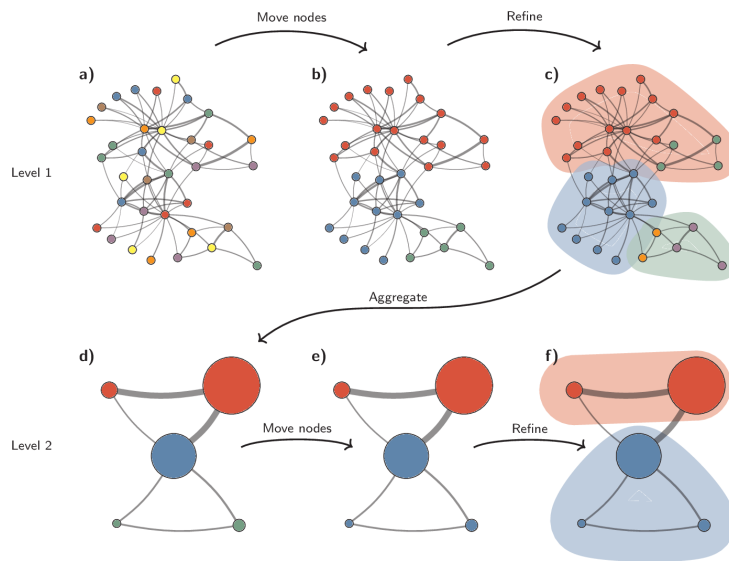 Move nodes
Refine
a)
b)
c)
Level 1
Aggregate
d)
e)
f)
Level 2
Move nodes
Refine